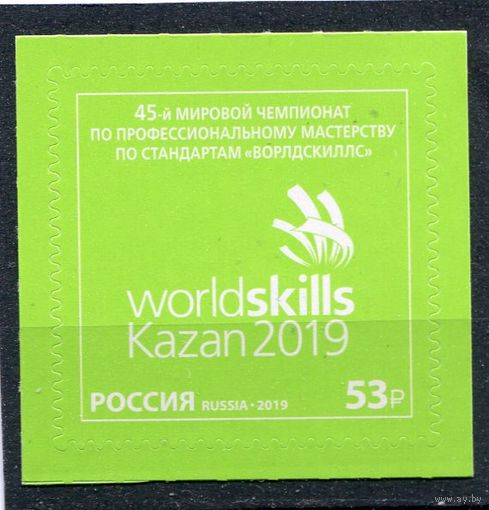 45-й МИРОВОЙ ЧЕМПИОНАТ
ПО ПРОФЕССИОНАЛЬНОМУ МАСТЕРСТВУ
ПО СТАНДАРТАМ «ВОРЛДСКИЛЛС»
worldskills
Kazan 2019
РОССИЯ RUSSIA • 2019 53₽
www.ay.by